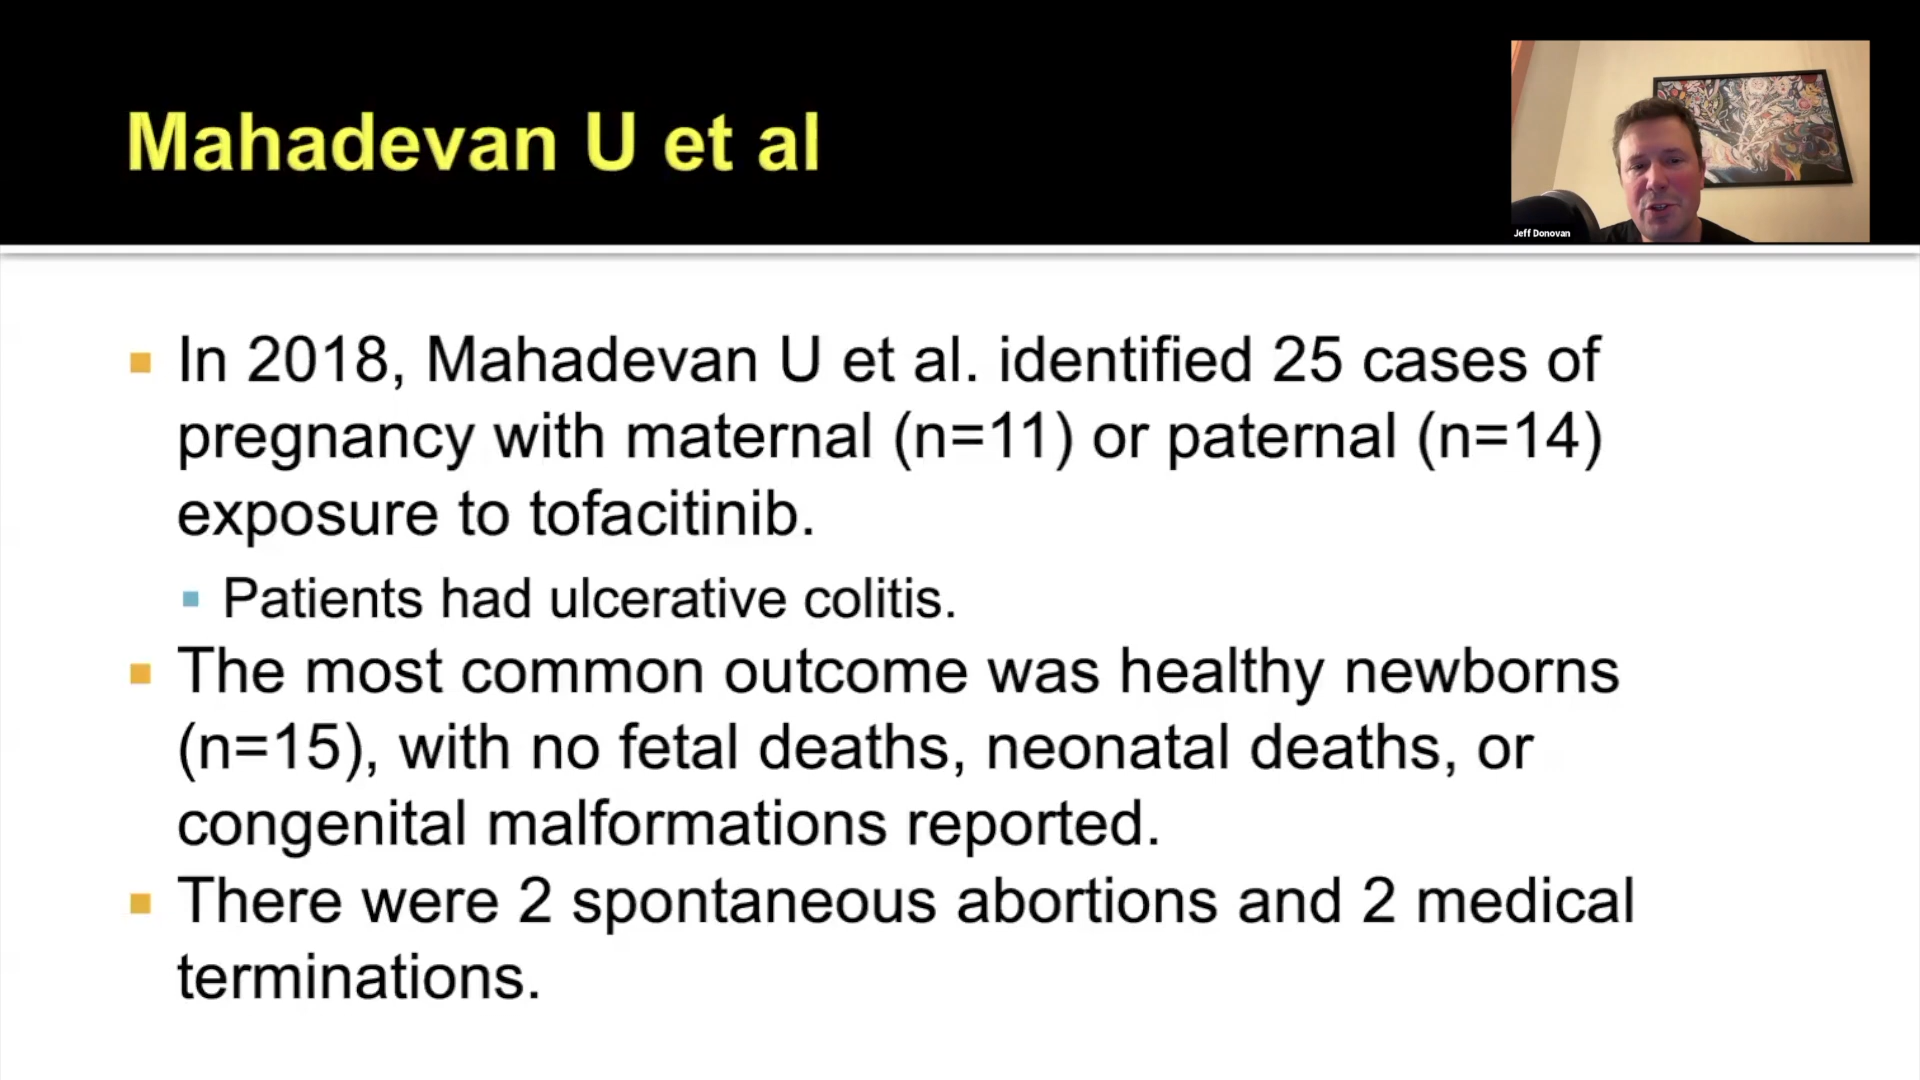 Mahadevan U et al
Jeff Donovan
In 2018, Mahadevan U et al. identified 25 cases of
pregnancy with maternal (n=11) or paternal (n=14)
exposure to tofacitinib.
Patients had ulcerative colitis.
The most common outcome was healthy newborns
(n=15), with no fetal deaths, neonatal deaths, or
congenital malformations reported.
There were 2 spontaneous abortions and 2 medical
terminations.